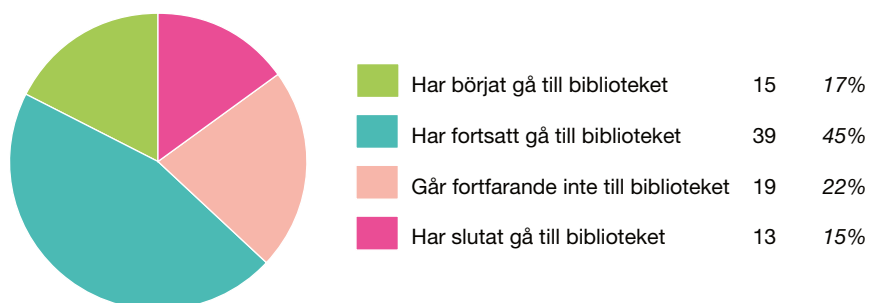 Har börjat gå till biblioteket 15 17%
Har fortsatt gå till biblioteket 39 45%
Går fortfarande inte till biblioteket 19 22%
Har slutat gå till biblioteket 13 15%